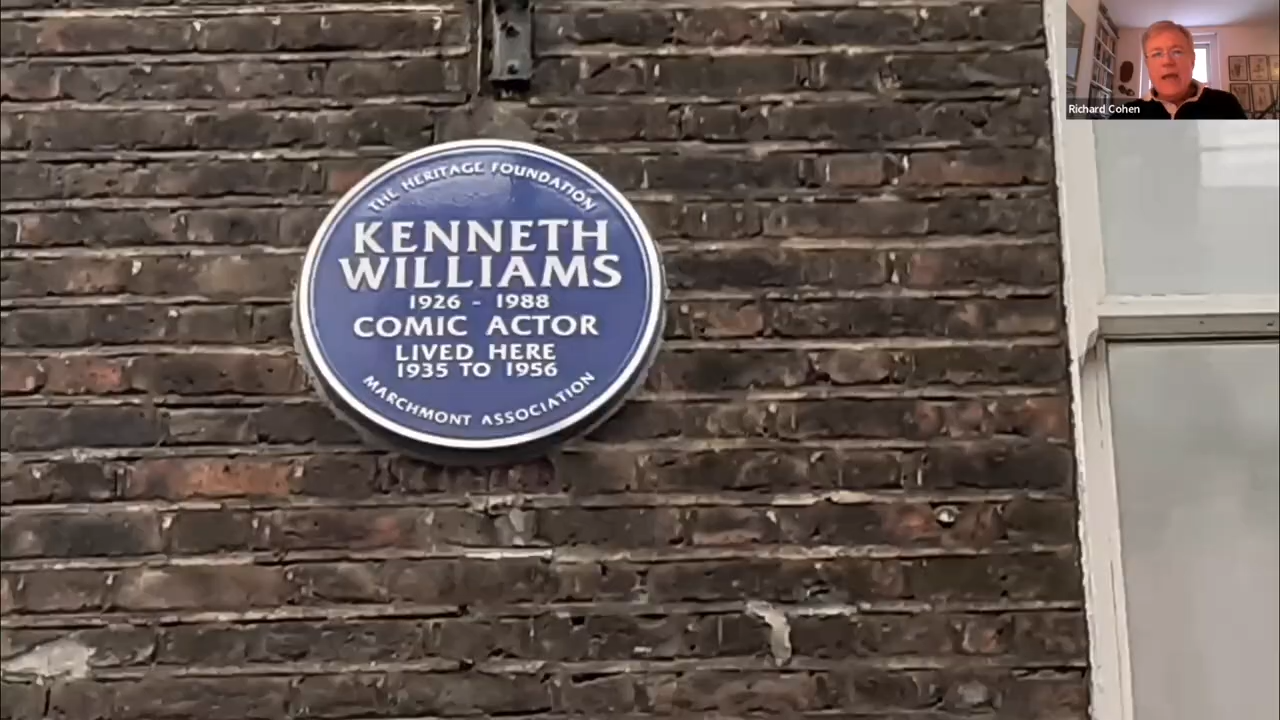 THE HERITAGE FOUNDATION
KENNETH
WILLIAMS
1926 - 1988
COMIC ACTOR
LIVED HERE
1935 TO 1956
MARCHMONT ASSOCIATION
Richard Cohen